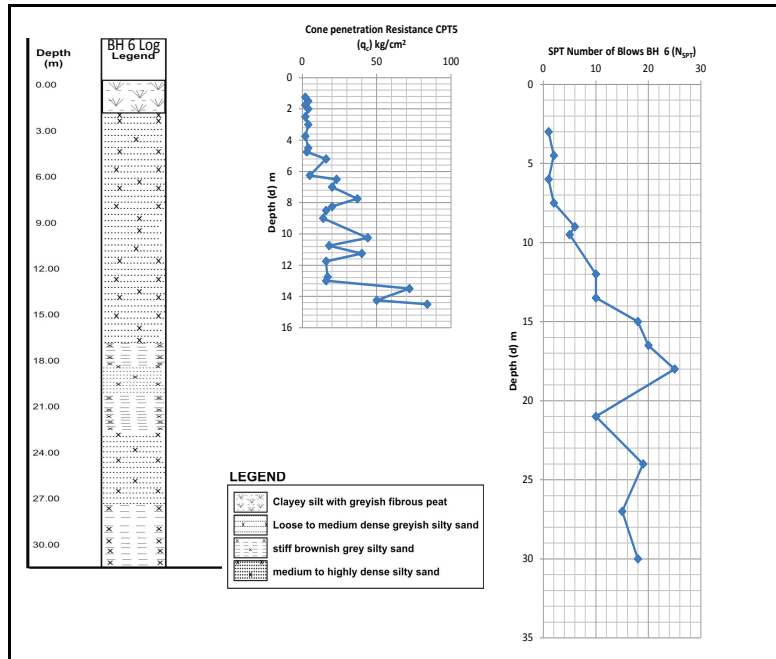 BH 6 Log
Legend
Depth
(m)
0.00
3.00
6.00
9.00
12.00
15.00
18.00
21.00
24.00
27.00
30.00
Cone penetration Resistance CPT5
(qc) kg/cm²
0 50 100
Depth (d) m
0
2
4
6
8
10
12
14
16
SPT Number of Blows BH 6 (NSPT)
0 10 20 30
Depth (d) m
0
5
10
15
20
25
30
35
LEGEND
Clayey silt with greyish fibrous peat
Loose to medium dense greyish silty sand
stiff brownish grey silty sand
medium to highly dense silty sand